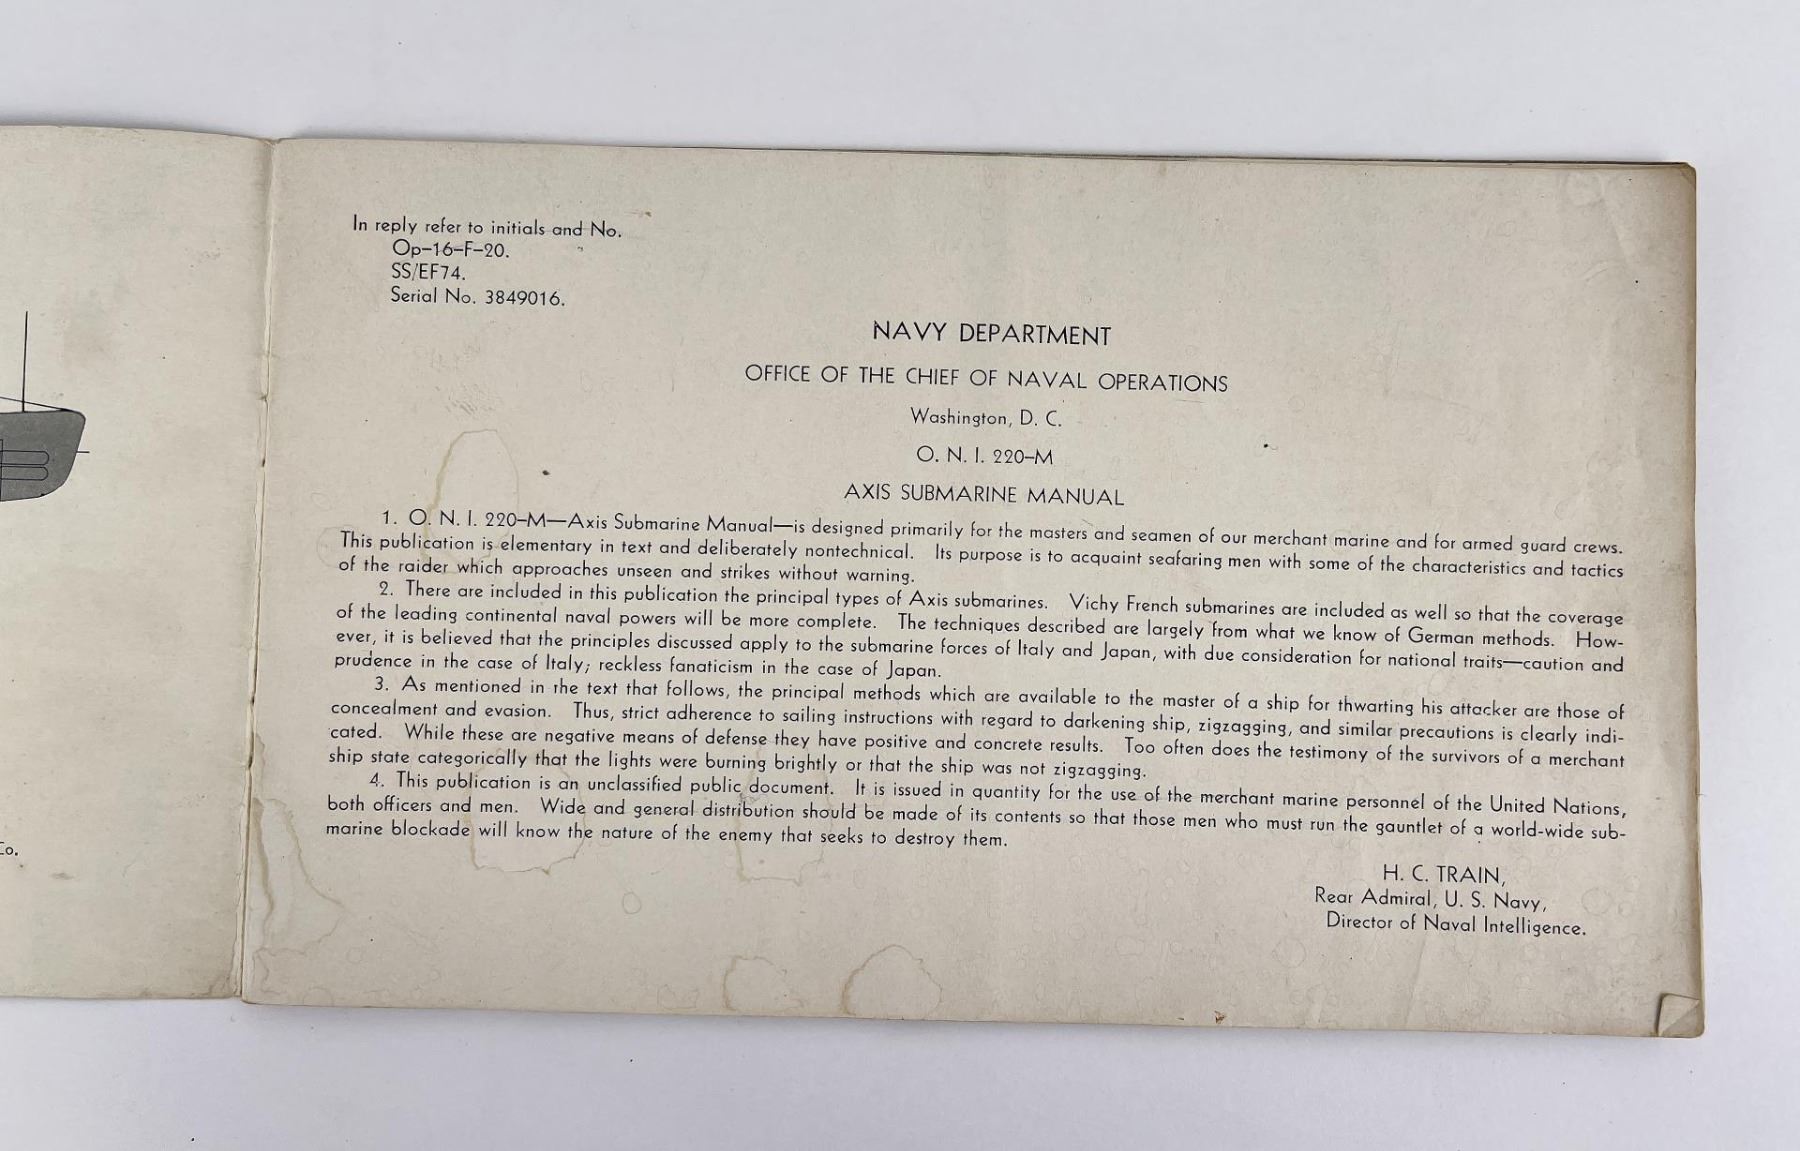 In reply refer to initials and No.
Op-16-F-20.
SS/EF74.
Serial No. 3849016.
NAVY DEPARTMENT
OFFICE OF THE CHIEF OF NAVAL OPERATIONS
Washington, D. C.
O. N. I. 220-M
AXIS SUBMARINE MANUAL
1. O. N. I. 220-M—Axis Submarine Manual—is designed primarily for the masters and seamen of our merchant marine and for armed guard crews.
This publication is elementary in text and deliberately nontechnical. Its purpose is to acquaint seafaring men with some of the characteristics and tactics
of the raider which approaches unseen and strikes without warning.
2. There are included in this publication the principal types of Axis submarines. Vichy French submarines are included as well so that the coverage
of the leading continental naval powers will be more complete. The techniques described are largely from what we know of German methods. How-
ever, it is believed that the principles discussed apply to the submarine forces of Italy and Japan, with due consideration for national traits—caution and
prudence in the case of Italy; reckless fanaticism in the case of Japan.
3. As mentioned in the text that follows, the principal methods which are available to the master of a ship for thwarting his attacker are those of
concealment and evasion. Thus, strict adherence to sailing instructions with regard to darkening ship, zigzagging, and similar precautions is clearly indi-
cated. While these are negative means of defense they have positive and concrete results. Too often does the testimony of the survivors of a merchant
ship state categorically that the lights were burning brightly or that the ship was not zigzagging.
4. This publication is an unclassified public document. It is issued in quantity for the use of the merchant marine personnel of the United Nations,
both officers and men. Wide and general distribution should be made of its contents so that those men who must run the gauntlet of a world-wide sub-
marine blockade will know the nature of the enemy that seeks to destroy them.
H. C. TRAIN,
Rear Admiral, U. S. Navy,
Director of Naval Intelligence.
Co.